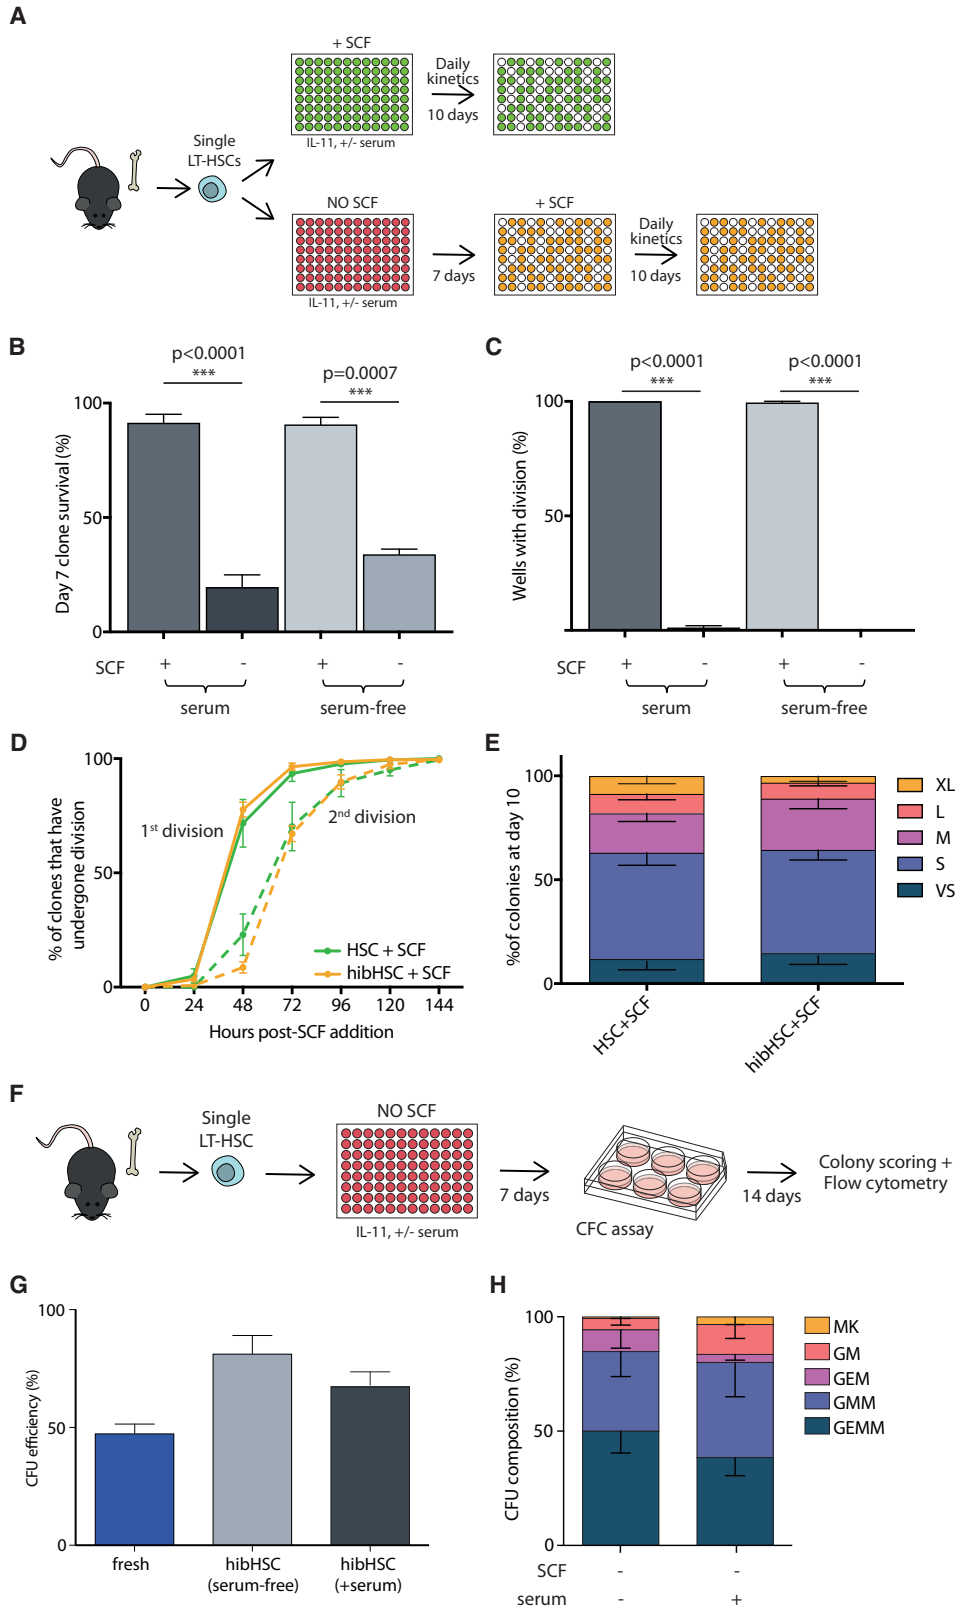 A
+ SCF
Daily
kinetics
10 days
IL-11, +/- serum
Single
LT-HSCs
NO SCF
+ SCF
Daily
kinetics
7 days
10 days
IL-11, +/- serum
B
p<0.0001
***
p=0.0007
***
Day 7 clone survival (%)
100
50
0
SCF
+
-
+
-
serum
serum-free
C
p<0.0001
***
p<0.0001
***
Wells with division (%)
100
50
SCF
+
-
+
-
serum
serum-free
D
% of clones that have
undergone division
100
50
0
1st division
2nd division
HSC + SCF
hibHSC + SCF
0 24 48 72 96 120 144
Hours post-SCF addition
E
%of colonies at day 10
100
50
0
XL
L
M
S
VS
HSC+SCF
hibHSC+SCF
F
Single
LT-HSC
NO SCF
IL-11, +/- serum
7 days
CFC assay
14 days
Colony scoring +
Flow cytometry
G
CFU efficiency (%)
100
50
0
fresh
hibHSC
(serum-free)
hibHSC
(+serum)
H
CFU composition (%)
100
50
0
MK
GM
GEM
GMM
GEMM
SCF - -
serum - +